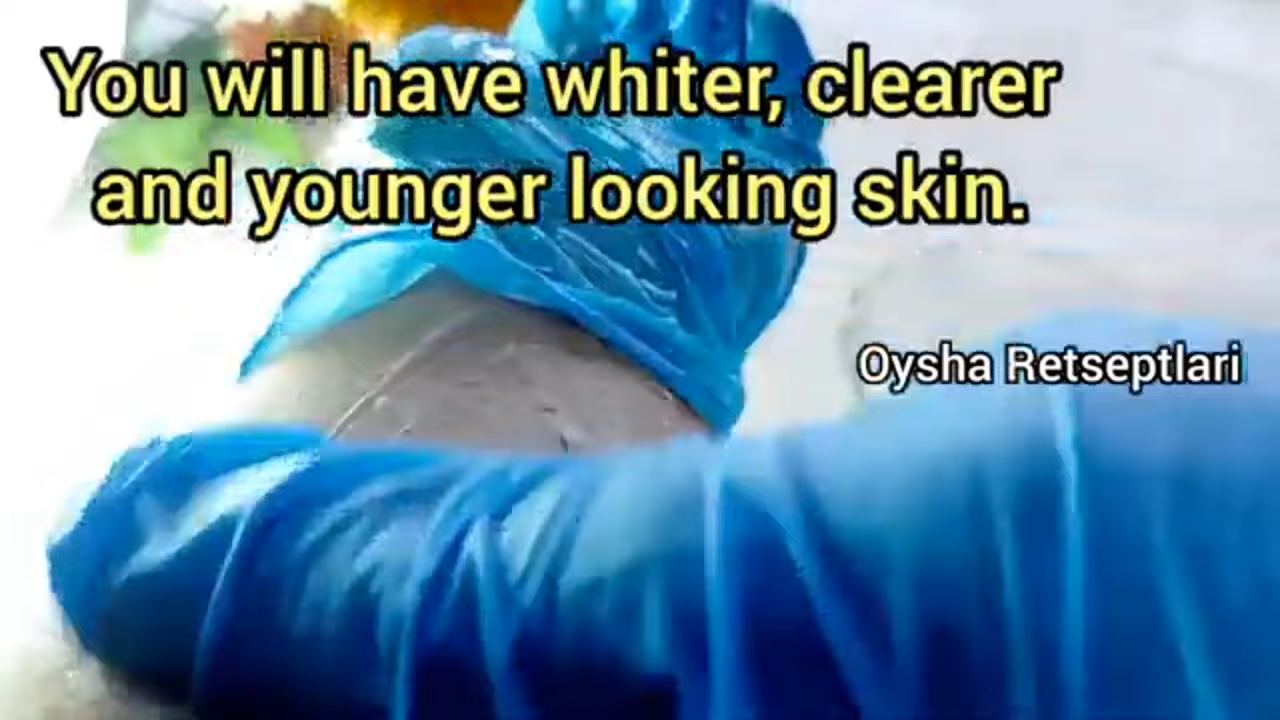 You will have whiter, clearer
and younger looking skin.
Oysha Retseptlari